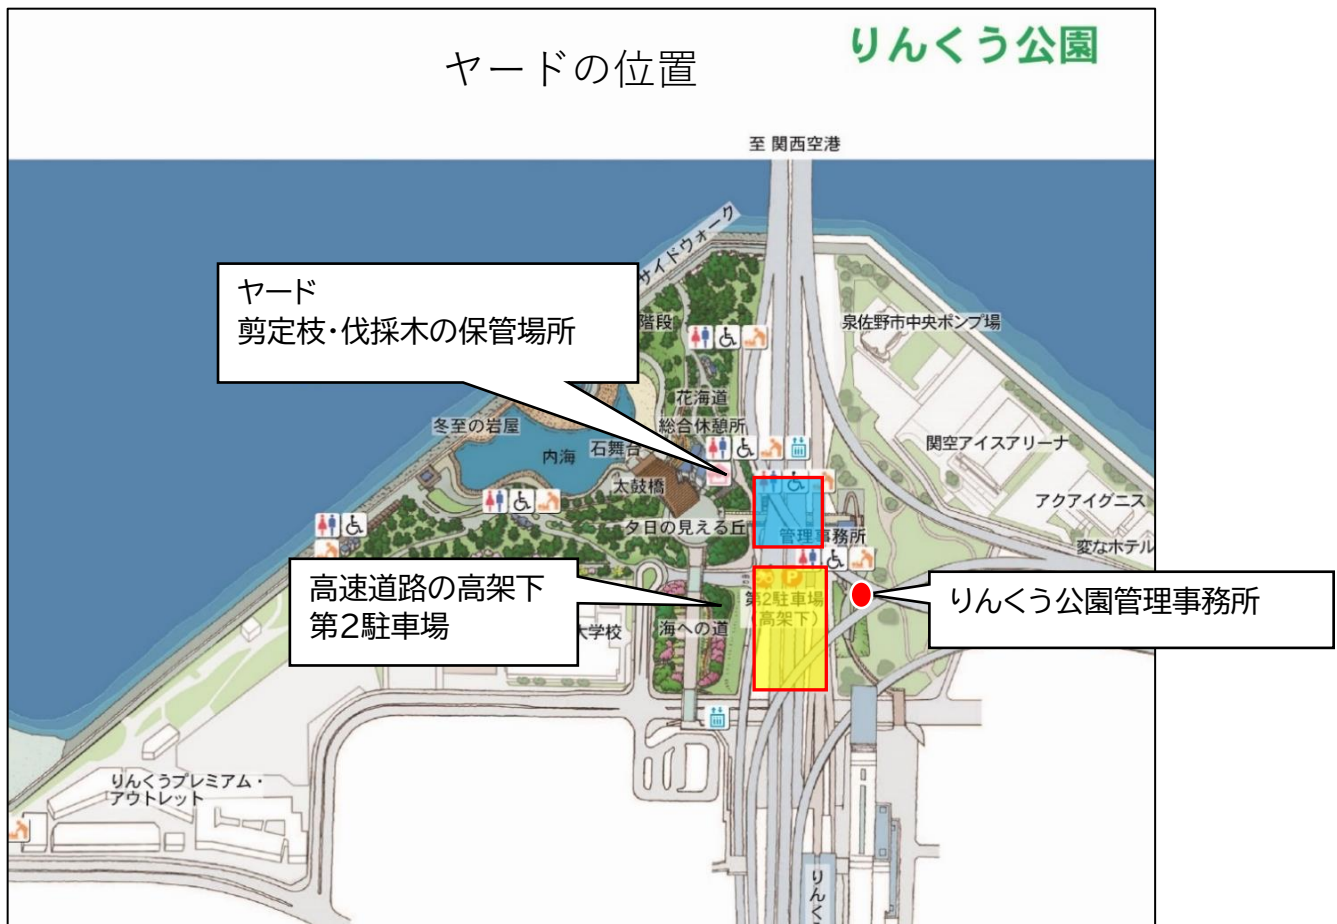 ヤードの位置
りんくう公園
至 関西空港
サイドウォーク
ヤード
剪定枝・伐採木の保管場所
階段
泉佐野市中央ポンプ場
花海道
総合休憩所
冬至の岩屋
石舞台
内海
太鼓橋
関空アイスアリーナ
アクアイグニス
変なホテル
夕日の見える丘
管理事務所
高速道路の高架下
第2駐車場
P
第2駐車場
(高架下)
りんくう公園管理事務所
大学校
海への道
りんくうプレミアム・
アウトレット
りんく